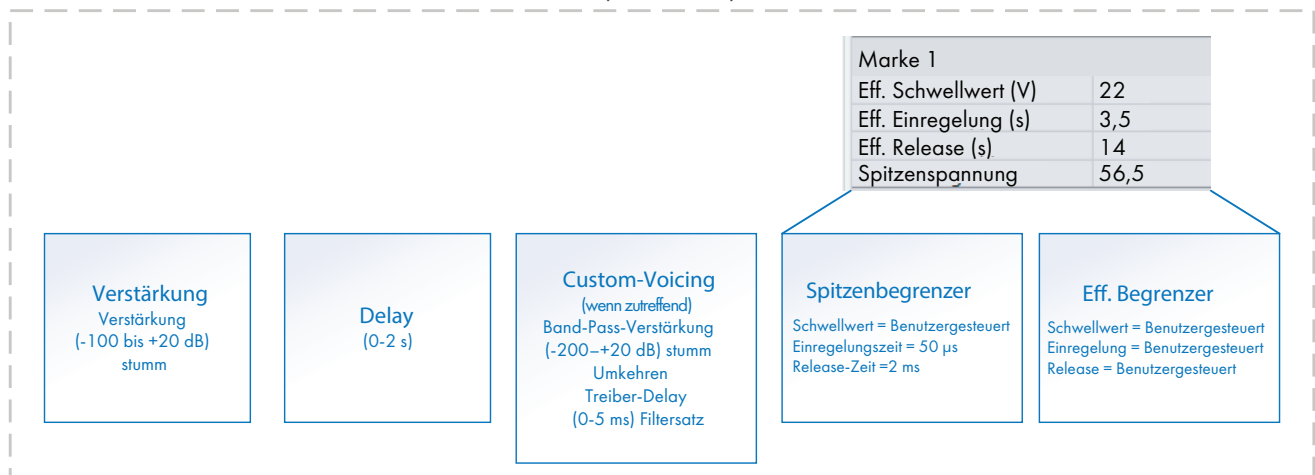 Marke 1
Eff. Schwellwert (V) 22
Eff. Einregelung (s) 3,5
Eff. Release (s) 14
Spitzenspannung 56,5
Verstärkung
Verstärkung
(-100 bis +20 dB)
stumm
Delay
(0-2 s)
Custom-Voicing
(wenn zutreffend)
Band-Pass-Verstärkung
(-200–+20 dB) stumm
Umkehren
Treiber-Delay
(0-5 ms) Filtersatz
Spitzenbegrenzer
Schwellwert = Benutzergesteuert
Einregelungszeit = 50 µs
Release-Zeit =2 ms
Eff. Begrenzer
Schwellwert = Benutzergesteuert
Einregelung = Benutzergesteuert
Release = Benutzergesteuert